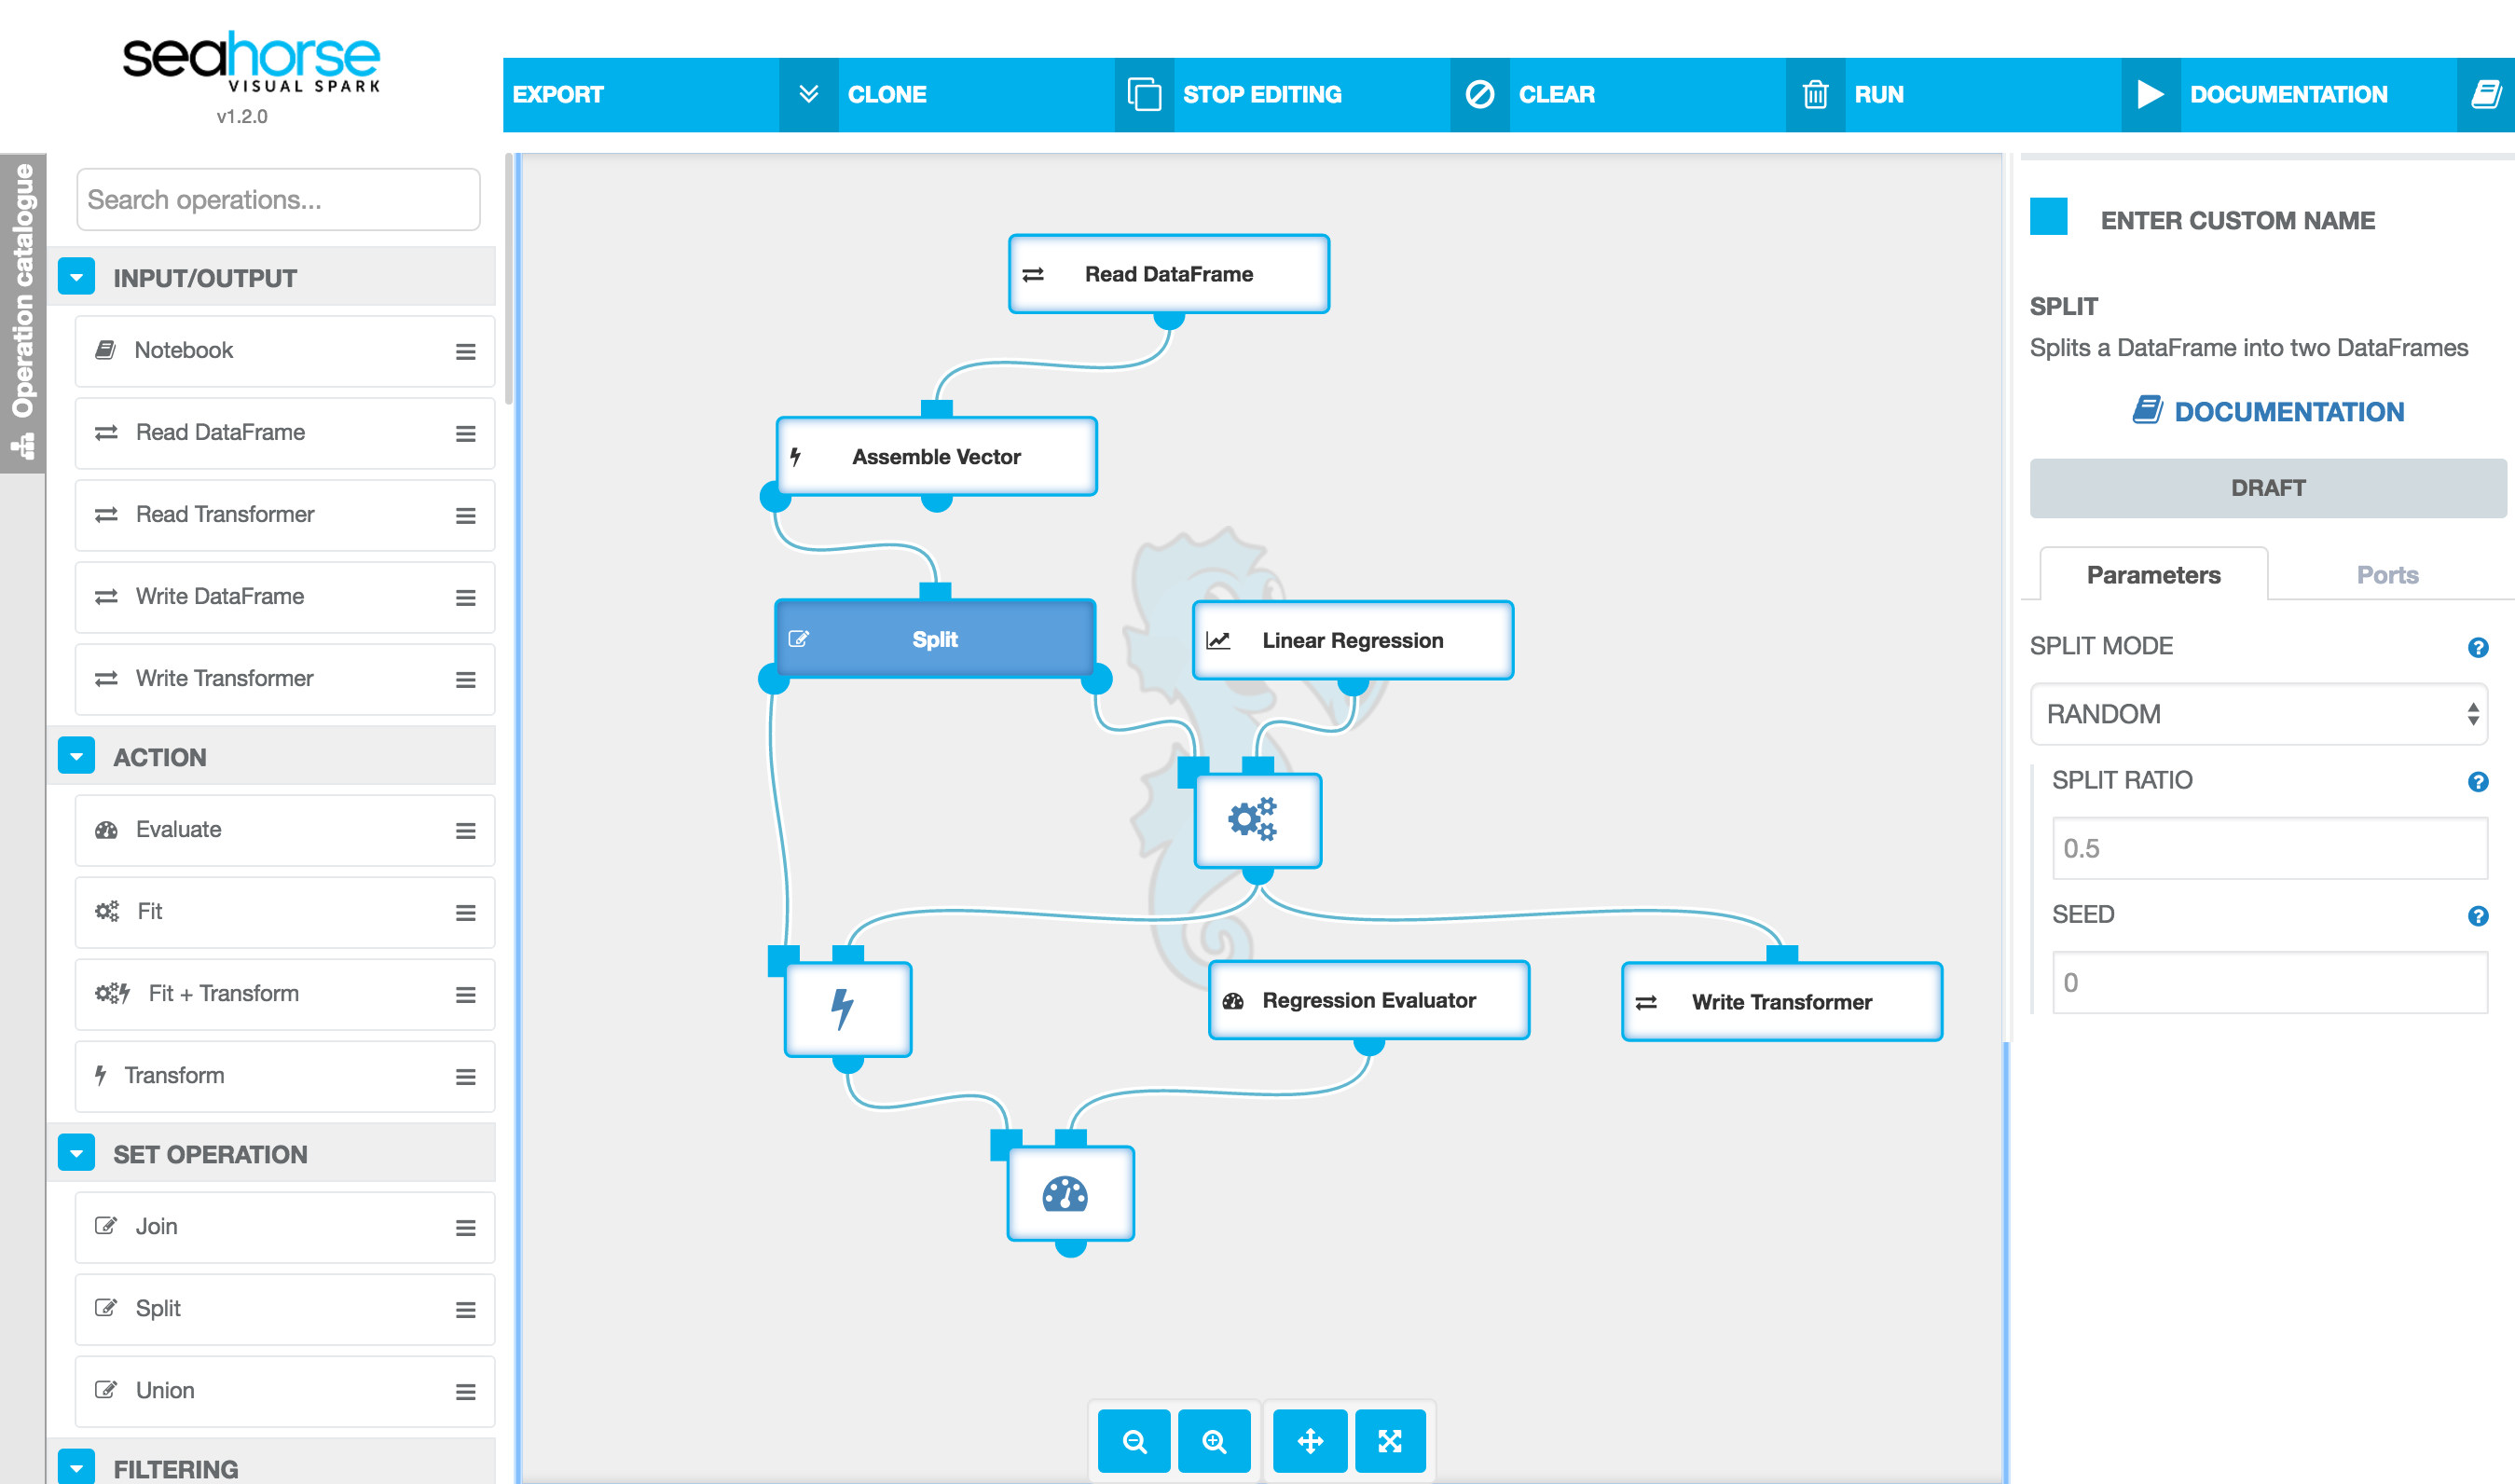 seahorse
VISUAL SPARK
v1.2.0
EXPORT
CLONE
STOP EDITING
CLEAR
RUN
DOCUMENTATION
Operation catalogue
Search operations...
INPUT/OUTPUT
Notebook
Read DataFrame
Read Transformer
Write DataFrame
Write Transformer
ACTION
Evaluate
Fit
Fit + Transform
Transform
SET OPERATION
Join
Split
Union
FILTERING
Read DataFrame
Assemble Vector
Split
Linear Regression
Regression Evaluator
Write Transformer
ENTER CUSTOM NAME
SPLIT
Splits a DataFrame into two DataFrames
DOCUMENTATION
DRAFT
Parameters
Ports
SPLIT MODE
RANDOM
SPLIT RATIO
0.5
SEED
0